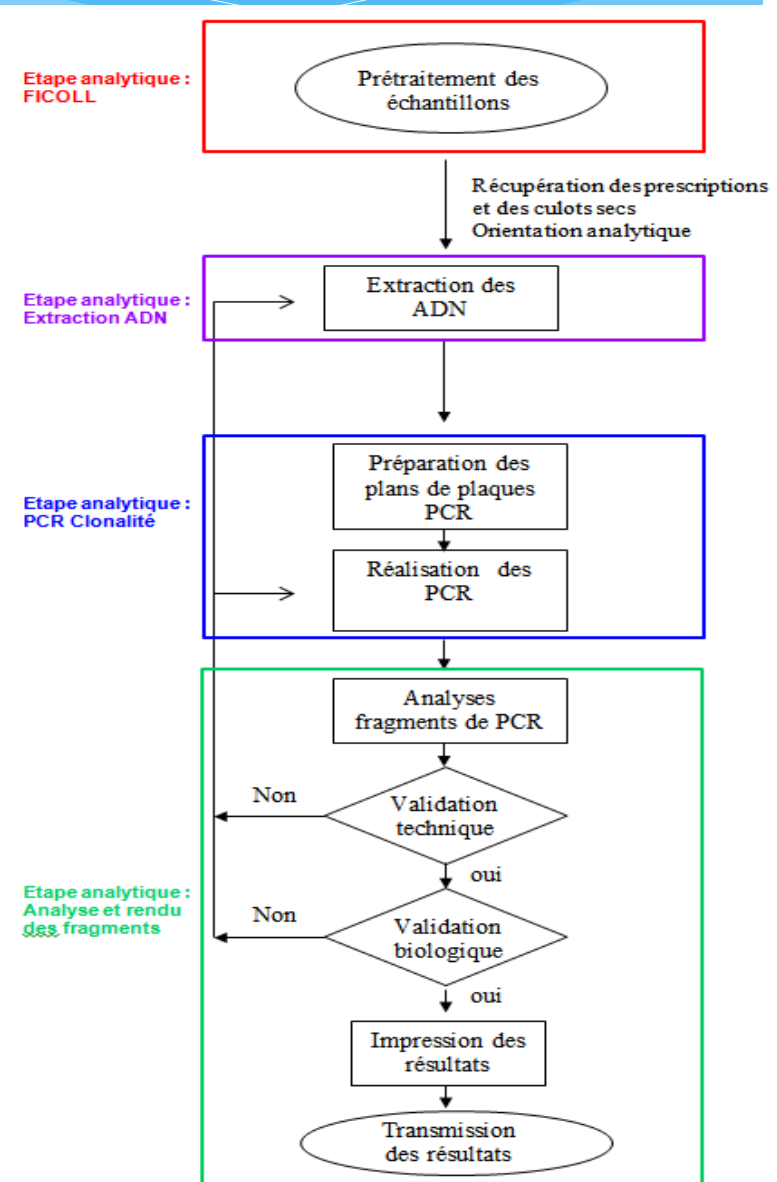 Etape analytique :
FICOLL
Prétraitement des
échantillons
Récupération des prescriptions
et des culots secs
Orientation analytique
Etape analytique :
Extraction ADN
Extraction des
ADN
Etape analytique :
PCR Clonalité
Préparation des
plans de plaques
PCR
Réalisation des
PCR
Etape analytique :
Analyse et rendu
des fragments
Analyses
fragments de PCR
Non
Validation
technique
oui
Non
Validation
biologique
oui
Impression des
résultats
Transmission
des résultats